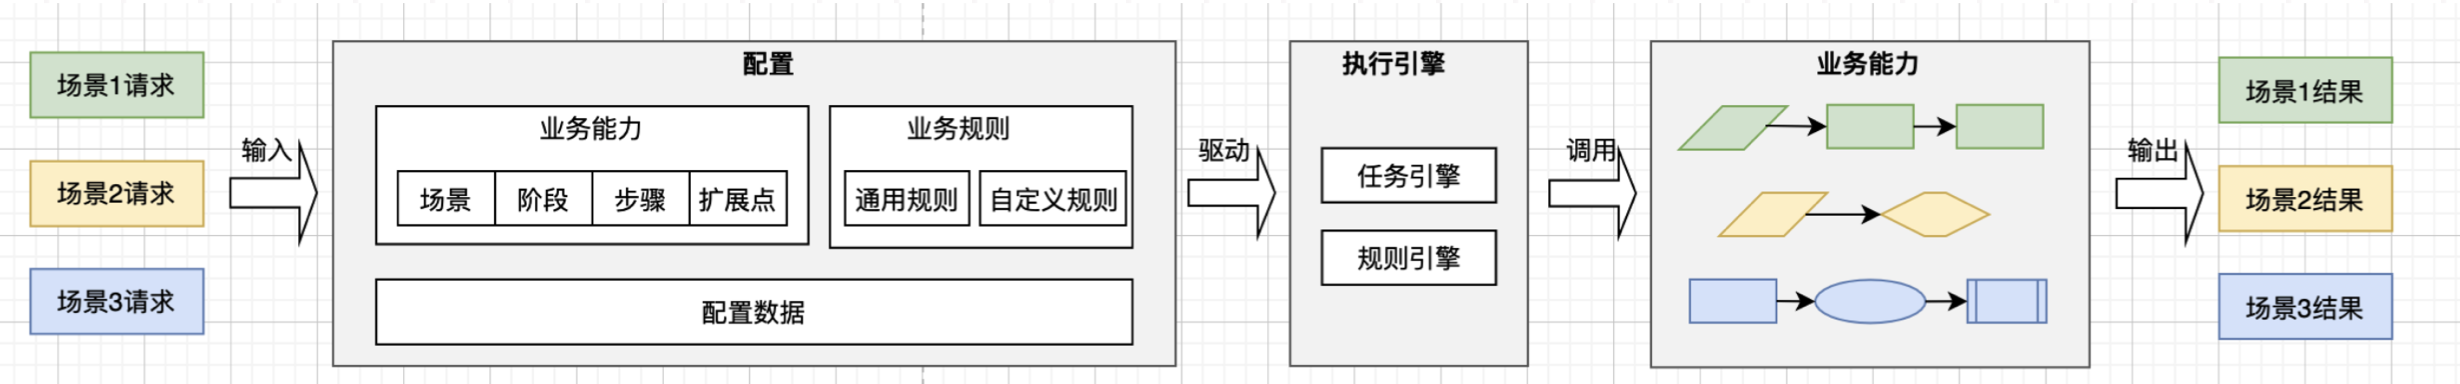 场景1请求
场景2请求
场景3请求
输入
配置
业务能力
场景
阶段
步骤
扩展点
业务规则
通用规则
自定义规则
配置数据
驱动
执行引擎
任务引擎
规则引擎
调用
业务能力
输出
场景1结果
场景2结果
场景3结果